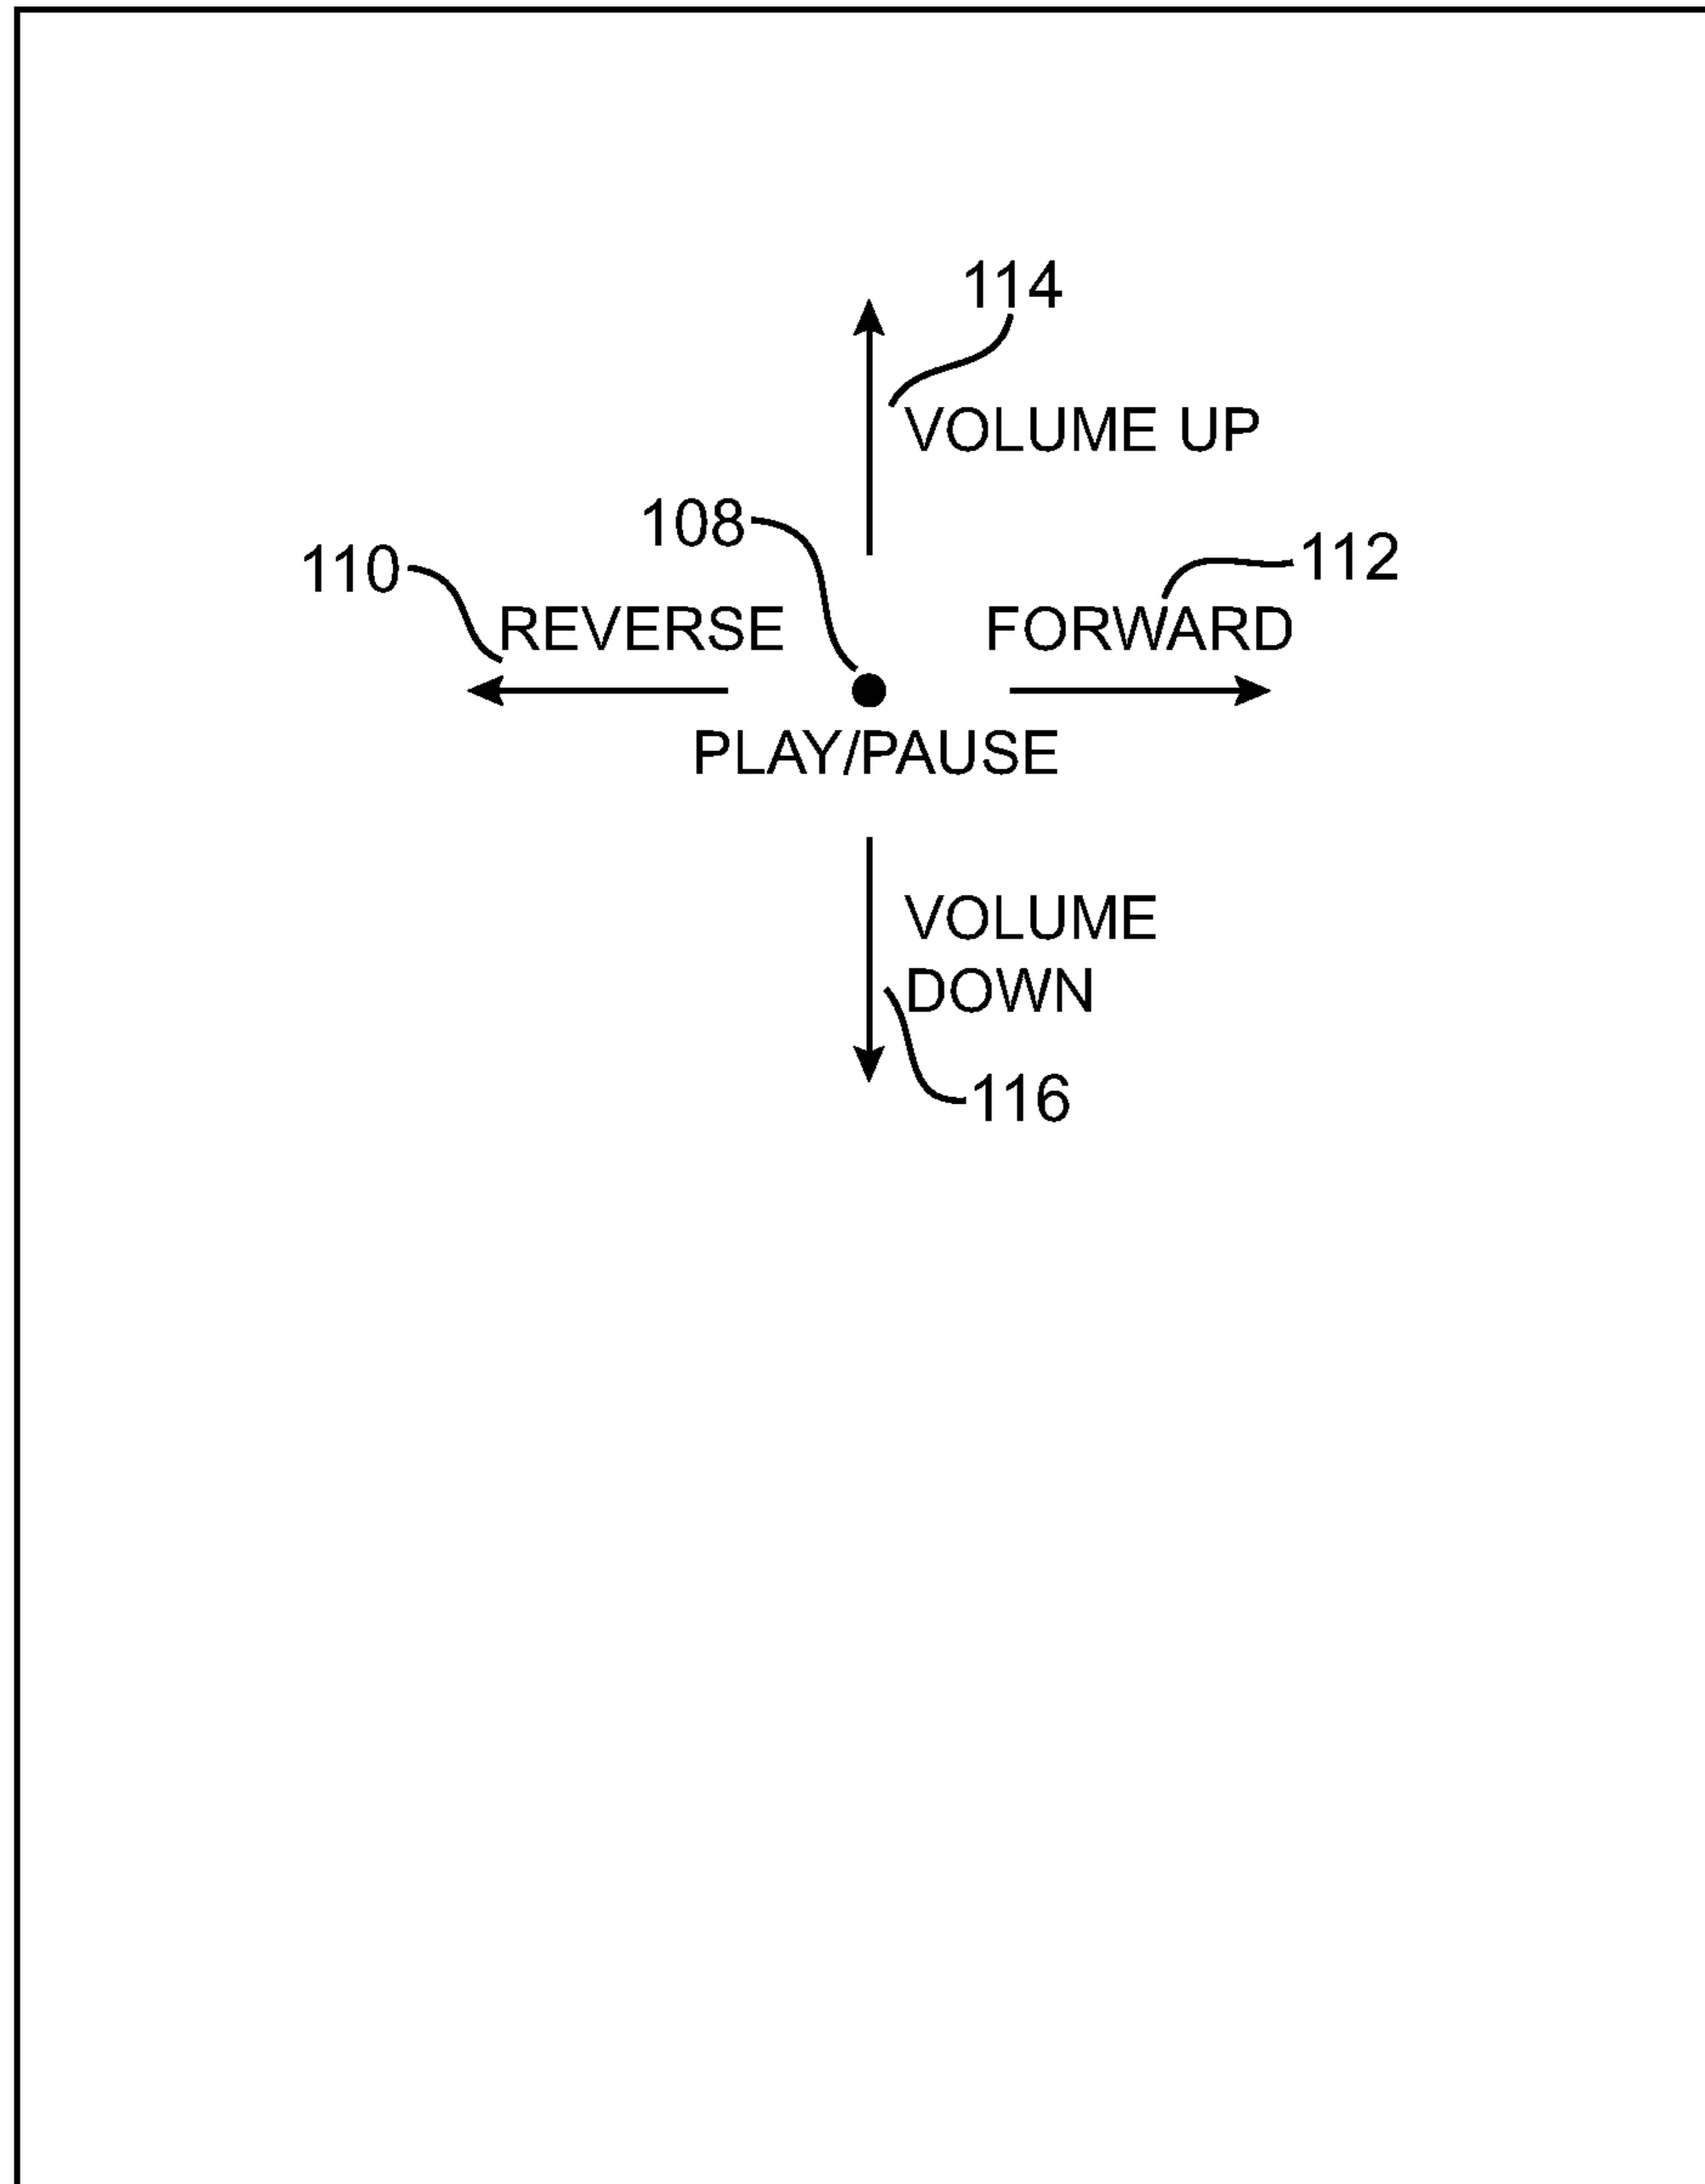 114
VOLUME UP
108
110
112
REVERSE
FORWARD
PLAY/PAUSE
VOLUME
DOWN
116